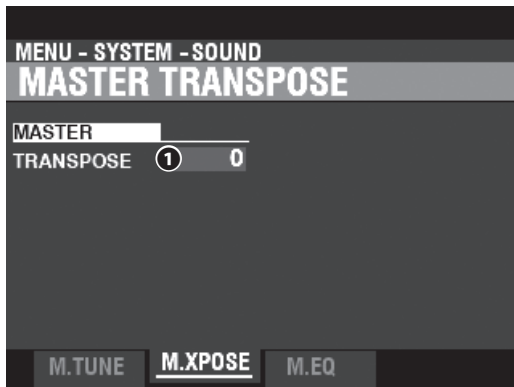 MENU - SYSTEM - SOUND
MASTER TRANSPOSE
MASTER
TRANSPOSE 1 0
M.TUNE M.XPOSE M.EQ